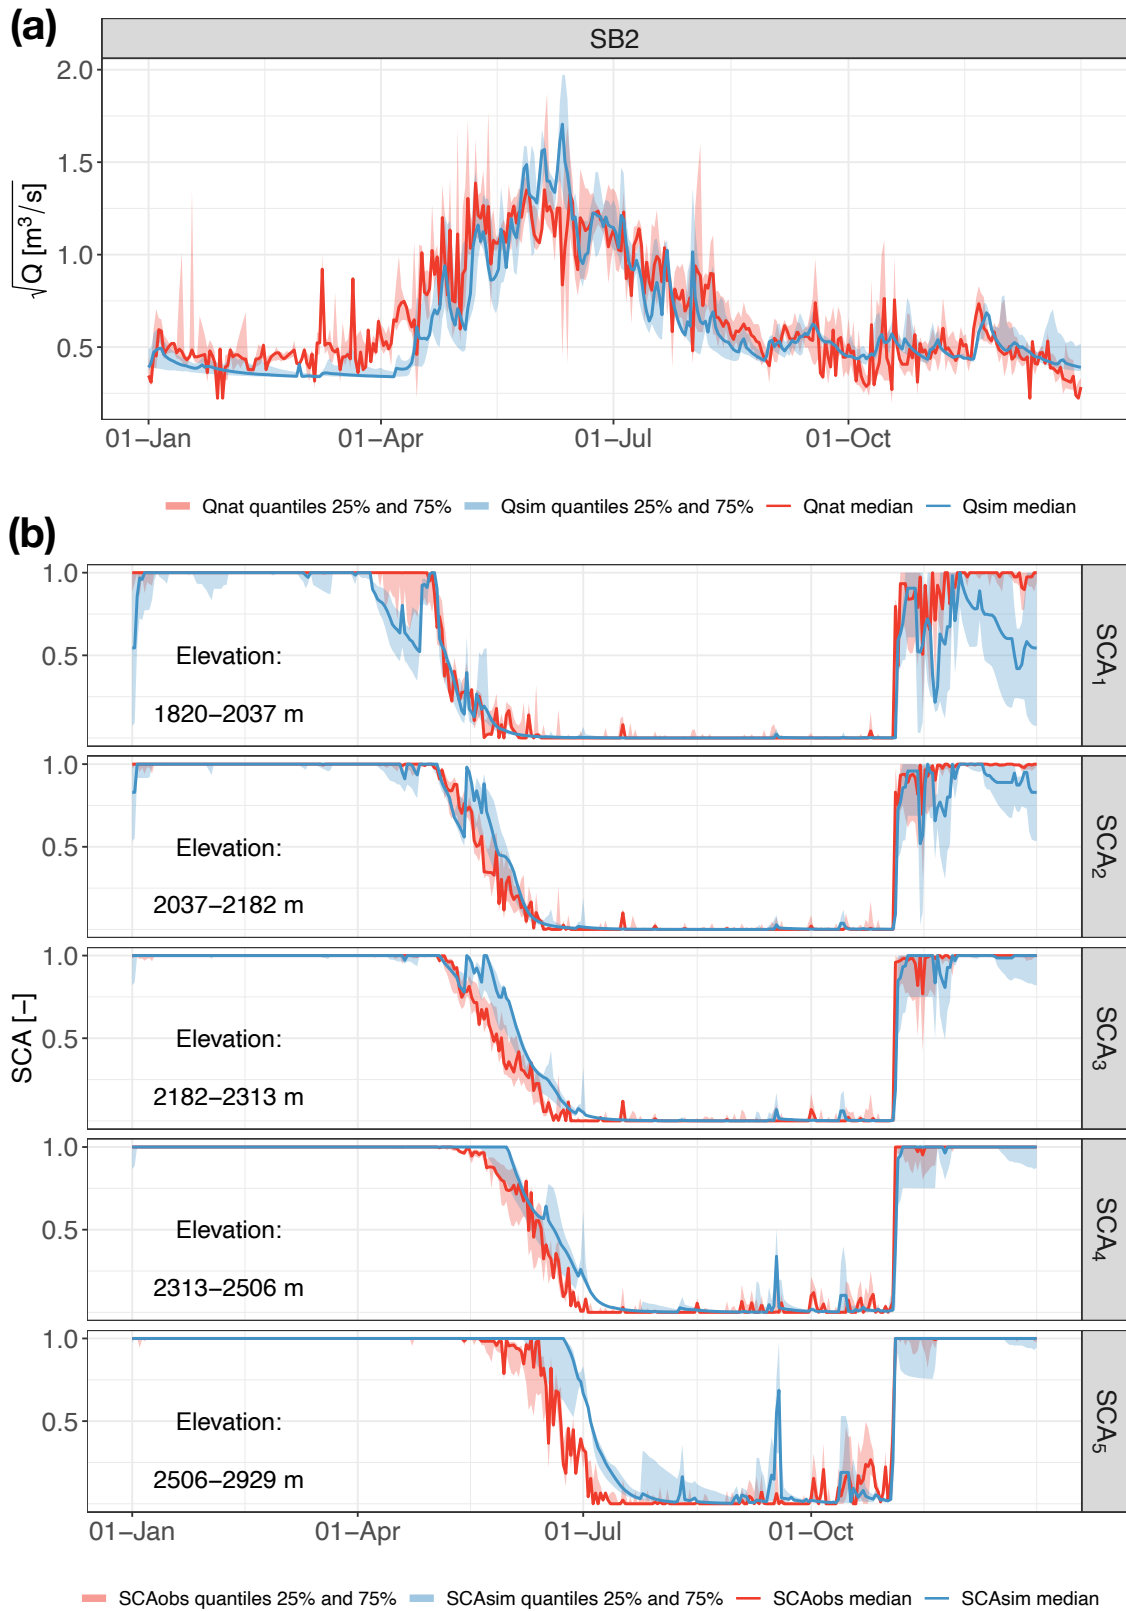 (a)
SB2
2.0
1.5
1.0
0.5
√Q [m³/s]
01−Jan
01−Apr
01−Jul
01−Oct
Qnat quantiles 25% and 75%
Qsim quantiles 25% and 75%
Qnat median
Qsim median
(b)
1.0
0.5
Elevation:
1820−2037 m
SCA₁
1.0
0.5
Elevation:
2037−2182 m
SCA₂
1.0
0.5
Elevation:
2182−2313 m
SCA₃
SCA [−]
1.0
0.5
Elevation:
2313−2506 m
SCA₄
1.0
0.5
Elevation:
2506−2929 m
SCA₅
01−Jan
01−Apr
01−Jul
01−Oct
SCAobs quantiles 25% and 75%
SCAsim quantiles 25% and 75%
SCAobs median
SCAsim median